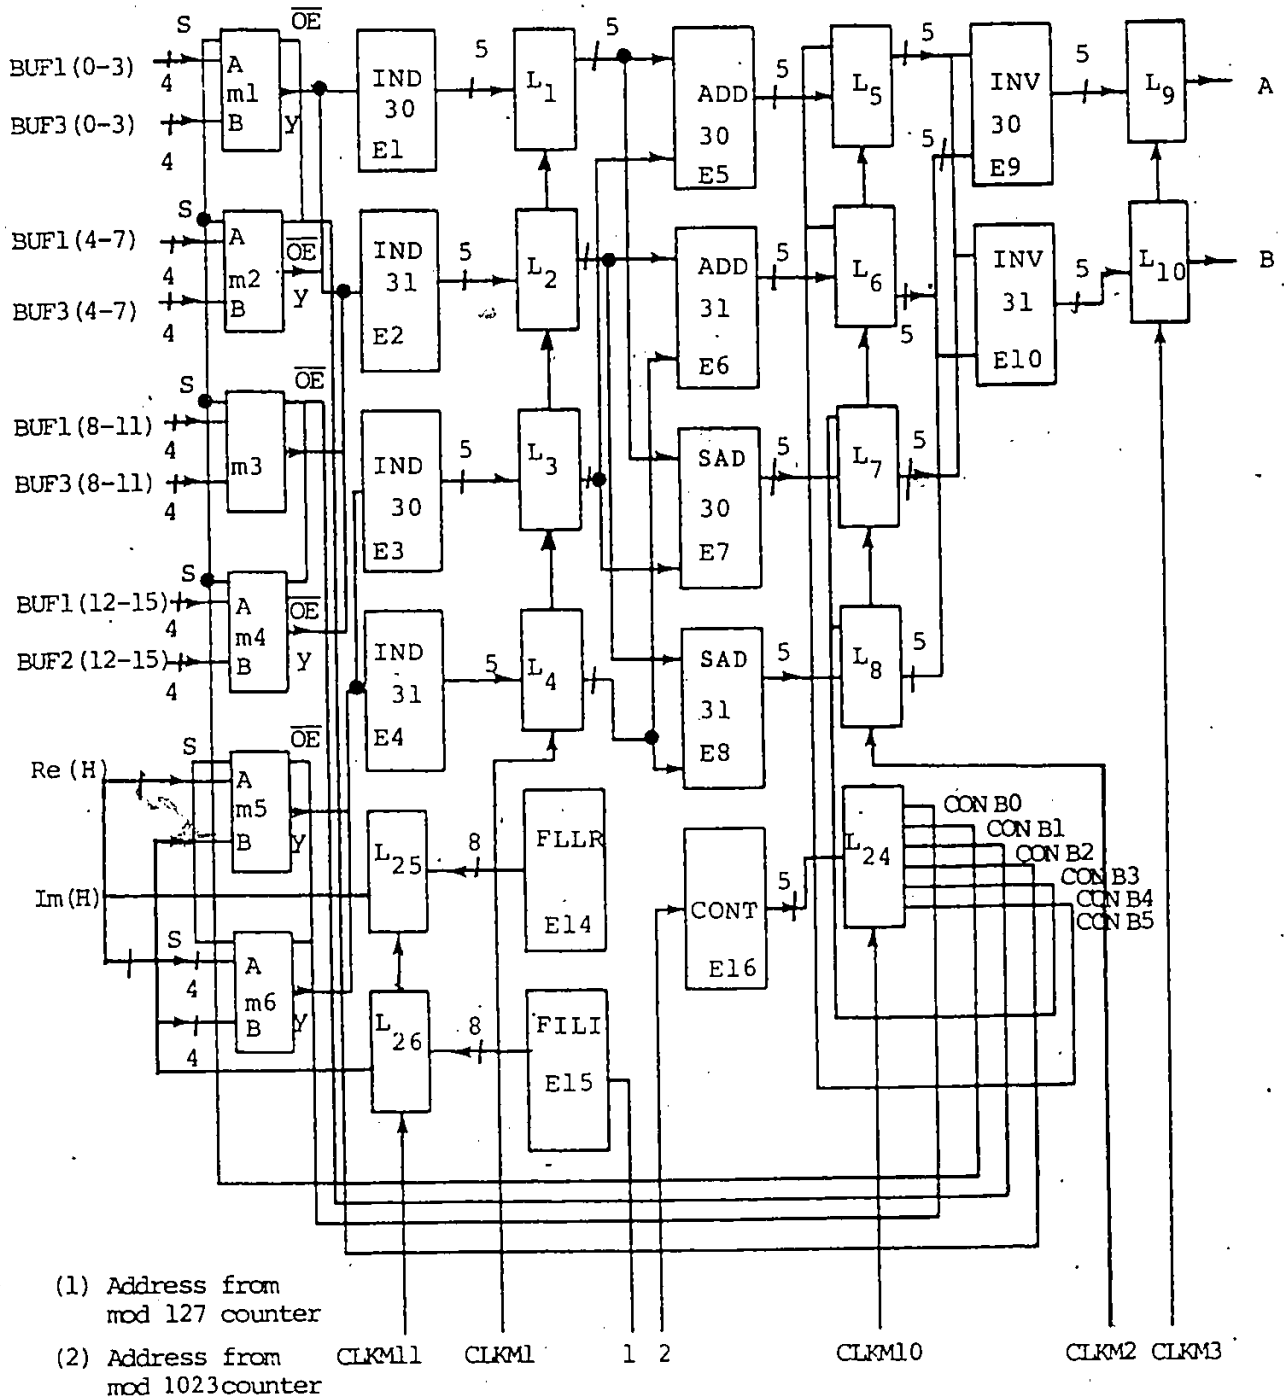 S
OE
BUF1(0-3)
4
A
m1
B
y
BUF3(0-3)
4
IND
30
E1
5
L1
5
ADD
30
E5
5
L5
5
INV
30
E9
5
L9
A
S
BUF1(4-7)
4
A
m2
B
OE
y
BUF3(4-7)
4
IND
31
E2
5
L2
ADD
31
E6
5
L6
5
5
INV
31
E10
5
L10
B
S
OE
BUF1(8-11)
4
m3
BUF3(8-11)
4
IND
30
E3
5
L3
SAD
30
E7
5
L7
5
S
BUF1(12-15)
4
A
m4
B
OE
y
BUF2(12-15)
4
IND
31
E4
5
L4
SAD
31
E8
5
L8
5
S
OE
Re(H)
A
m5
B
y
Im(H)
L25
8
FLLR
E14
CONT
E16
5
L24
CON B0
CON B1
CON B2
CON B3
CON B4
CON B5
S
4
A
m6
B
y
4
L26
8
FILI
E15
(1) Address from
mod 127 counter
(2) Address from
mod 1023counter
CLKM11
CLKM1
1
2
CLKM10
CLKM2
CLKM3